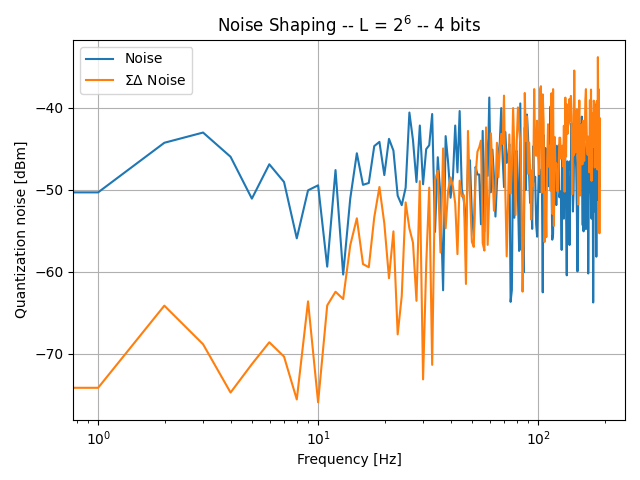 Noise Shaping -- L = 2⁶ -- 4 bits
Noise
ΣΔ Noise
Quantization noise [dBm]
−40
−50
−60
−70
10⁰
10¹
10²
Frequency [Hz]